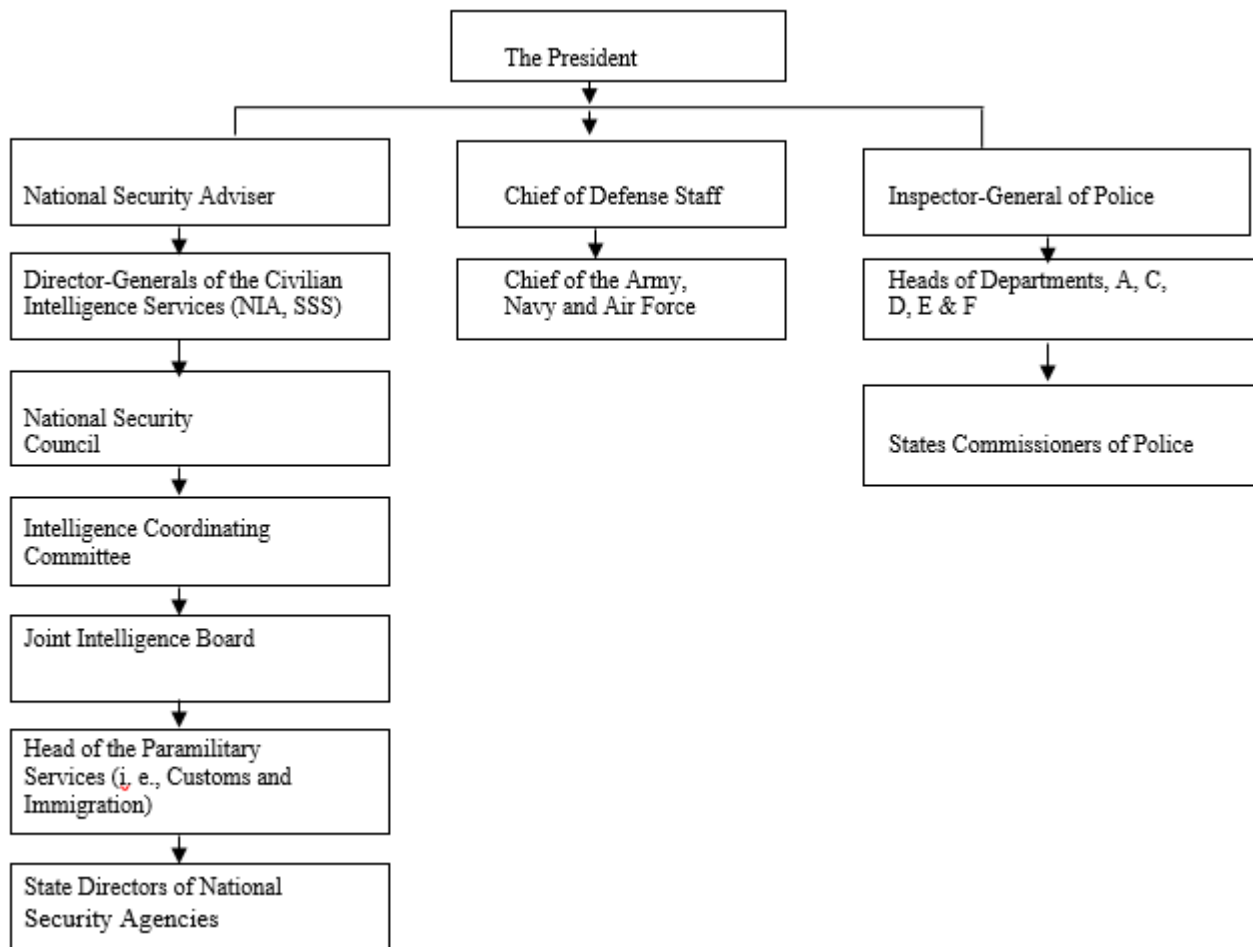 The President
National Security Adviser
Chief of Defense Staff
Inspector-General of Police
Director-Generals of the Civilian
Intelligence Services (NIA, SSS)
Chief of the Army,
Navy and Air Force
Heads of Departments, A, C,
D, E & F
National Security
Council
States Commissioners of Police
Intelligence Coordinating
Committee
Joint Intelligence Board
Head of the Paramilitary
Services (i. e., Customs and
Immigration)
State Directors of National
Security Agencies